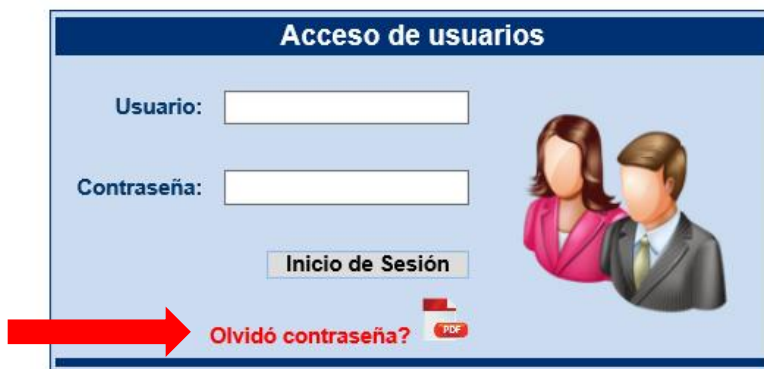 Acceso de usuarios
Usuario:
Contraseña:
Inicio de Sesión
Olvidó contraseña? PDF